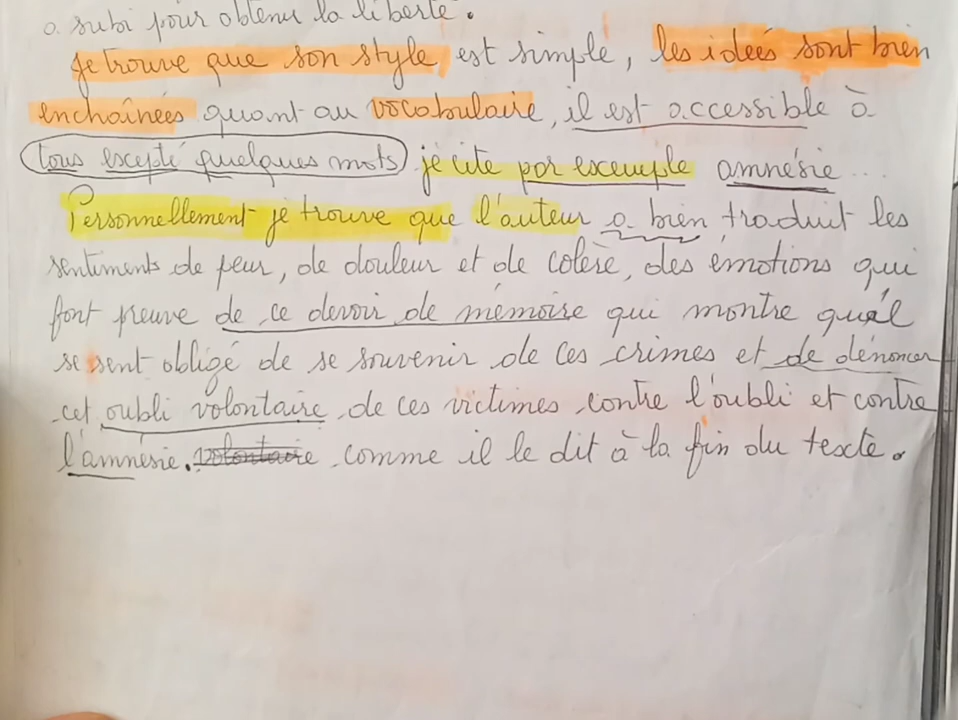 a subi pour obtenir la liberté.
je trouve que son style, est simple, les ideés sont bien
enchaînées quant au vocabulaire, il est accessible à
tous escepté quelques mots je cite par escemple amnésie...
Personnellement je trouve que l'auteur a bien traduit les
sentiments de peur, de douleur et de colère, des émotions qui
font preuve de ce devoir de mémoire qui montre qu'il
se sent obligé de se souvenir de ces crimes et de dénoncer
cet oubli volontaire de ces victimes contre l'oubli et contre
l'amnésie. volontaire comme il le dit à la fin du texte.